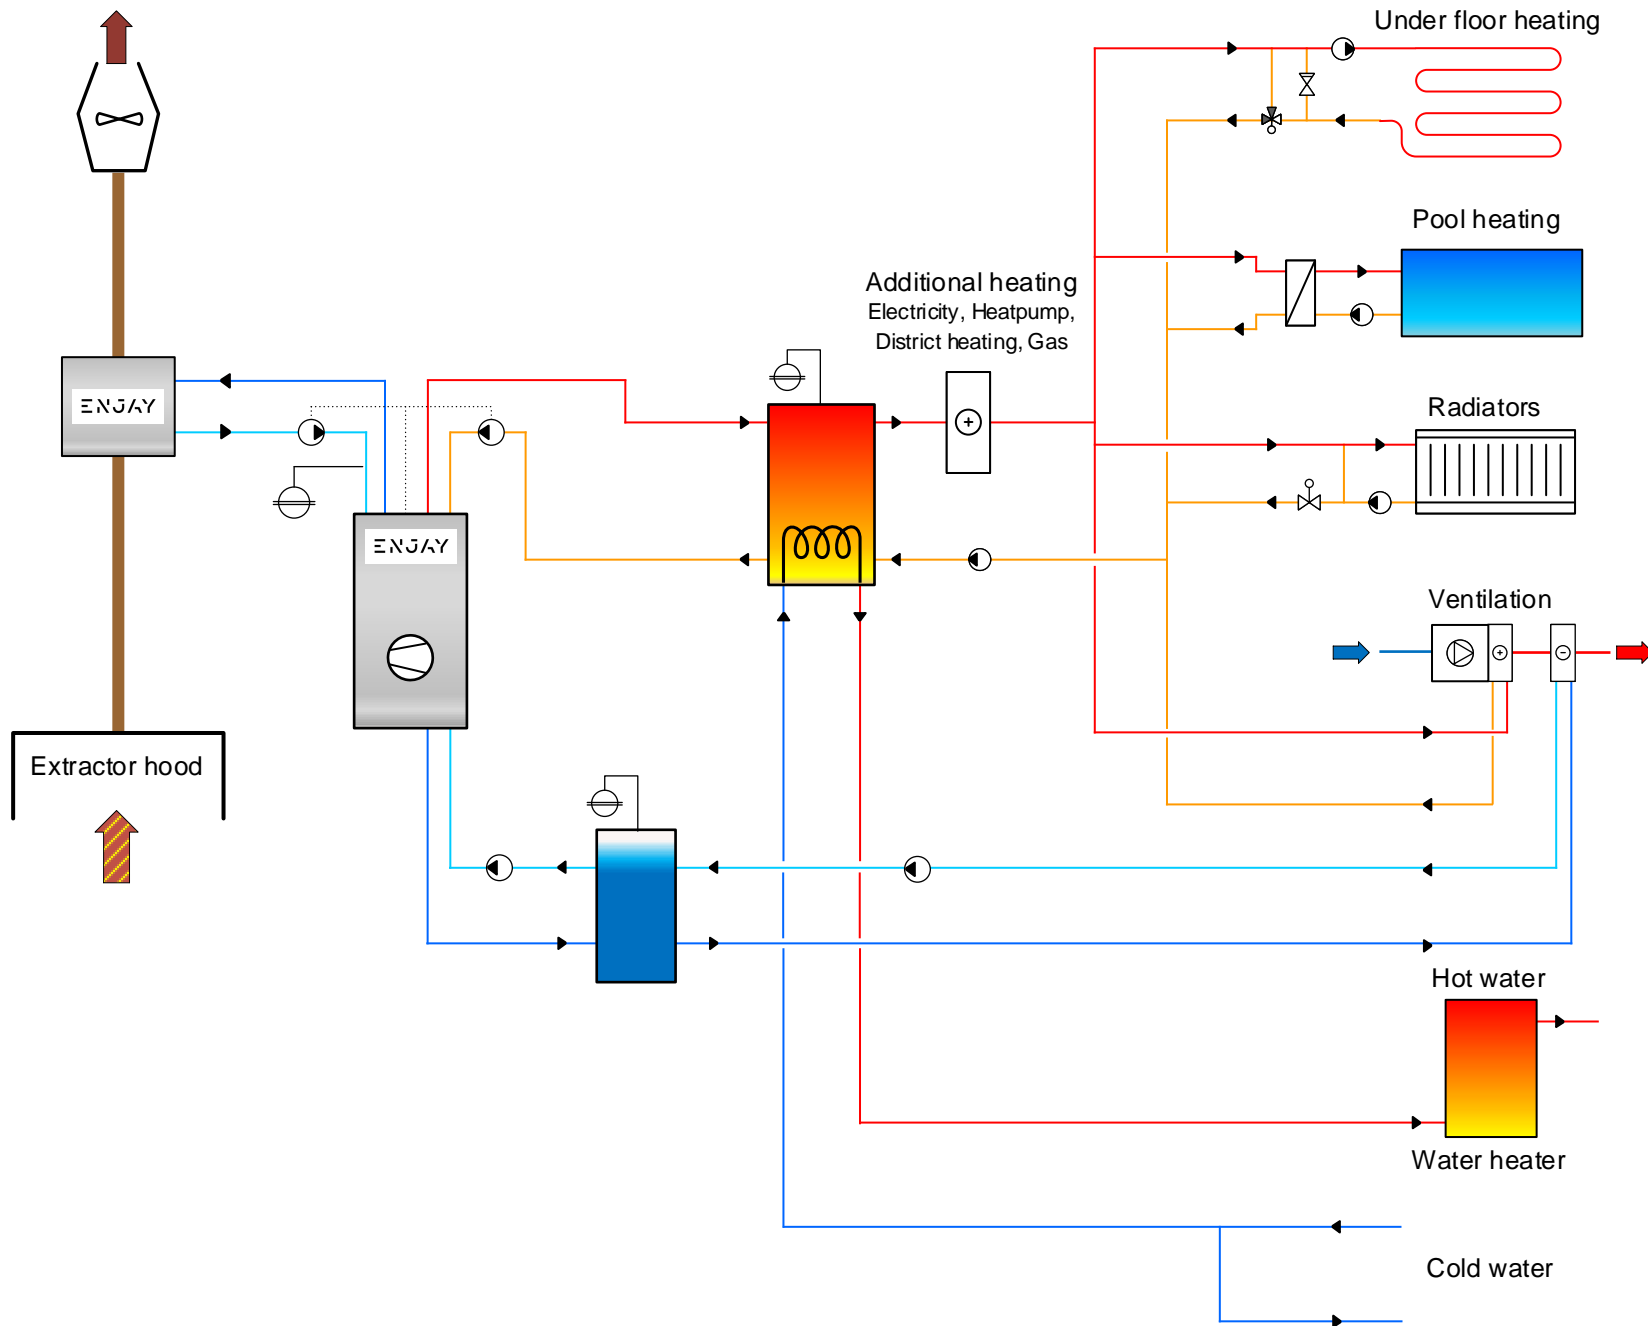 Under floor heating
Pool heating
Additional heating
Electricity, Heatpump,
District heating, Gas
ENJAY
Radiators
ENJAY
Ventilation
Extractor hood
Hot water
Water heater
Cold water